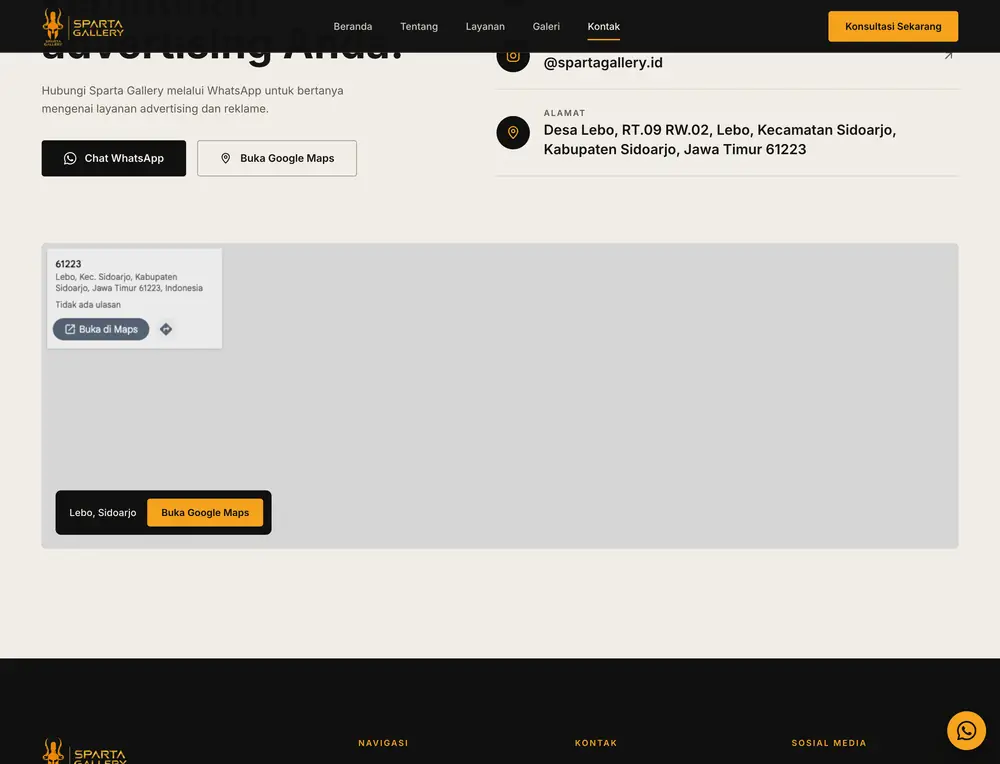 SPARTA
GALLERY
Beranda
Tentang
Layanan
Galeri
Kontak
Konsultasi Sekarang
advertising Anda.
Hubungi Sparta Gallery melalui WhatsApp untuk bertanya
mengenai layanan advertising dan reklame.
Chat WhatsApp
Buka Google Maps
@spartagallery.id
ALAMAT
Desa Lebo, RT.09 RW.02, Lebo, Kecamatan Sidoarjo,
Kabupaten Sidoarjo, Jawa Timur 61223
61223
Lebo, Kec. Sidoarjo, Kabupaten
Sidoarjo, Jawa Timur 61223, Indonesia
Tidak ada ulasan
Buka di Maps
Lebo, Sidoarjo
Buka Google Maps
SPARTA
GALLERY
NAVIGASI
KONTAK
SOSIAL MEDIA